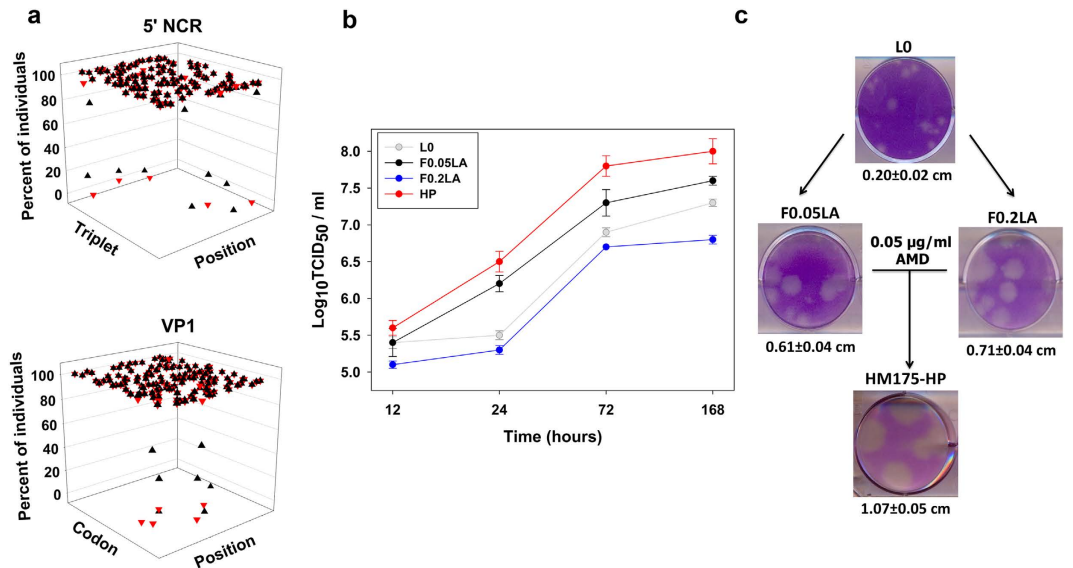 a
5' NCR
Percent of individuals
100
80
60
40
20
0
Triplet
Position
VP1
Percent of individuals
100
80
60
40
20
0
Codon
Position
b
L0
F0.05LA
F0.2LA
HP
Log10TCID50 / ml
8.0
7.5
7.0
6.5
6.0
5.5
5.0
12
24
72
168
Time (hours)
c
L0
0.20±0.02 cm
F0.05LA
0.05 µg/ml
AMD
F0.2LA
0.61±0.04 cm
0.71±0.04 cm
HM175-HP
1.07±0.05 cm